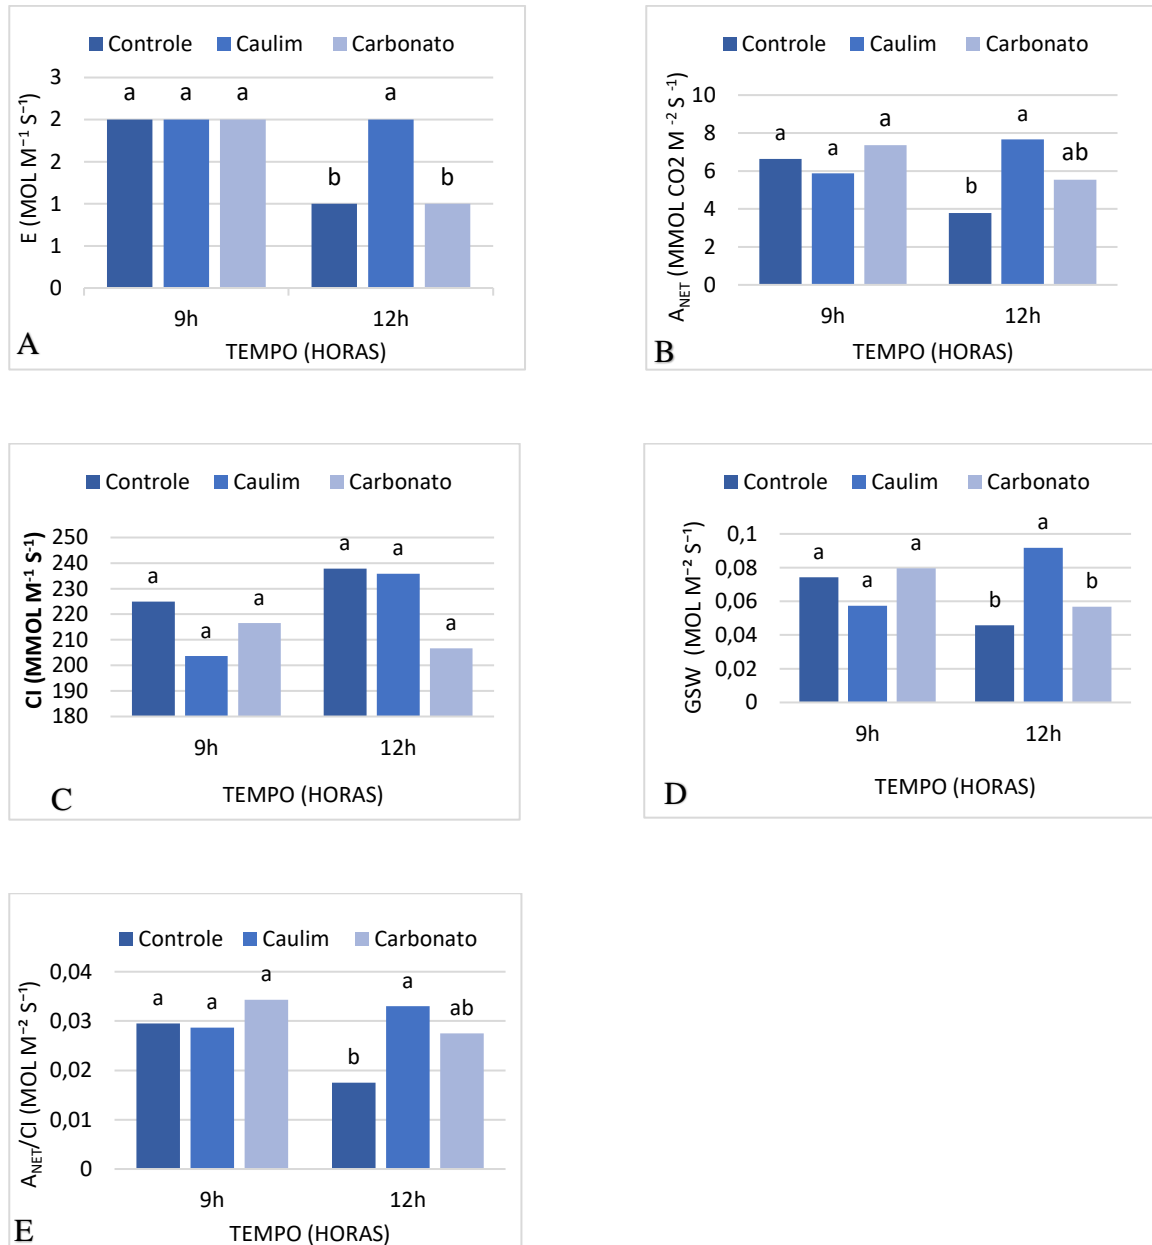 Controle Caulim Carbonato
E (MOL M⁻¹ S⁻¹)
3
2
2
1
1
0
a a a
b a b
9h 12h
TEMPO (HORAS)
A
Controle Caulim Carbonato
A_NET (MMOL CO2 M ⁻² S ⁻¹)
10
8
6
4
2
0
a a a
b a ab
9h 12h
TEMPO (HORAS)
B
Controle Caulim Carbonato
CI (MMOL M⁻¹ S⁻¹)
250
240
230
220
210
200
190
180
a a a
a a a
9h 12h
TEMPO (HORAS)
C
Controle Caulim Carbonato
GSW (MOL M⁻² S⁻¹)
0,1
0,08
0,06
0,04
0,02
0
a a a
b a b
9h 12h
TEMPO (HORAS)
D
Controle Caulim Carbonato
A_NET/CI (MOL M⁻² S⁻¹)
0,04
0,03
0,02
0,01
0
a a a
b a ab
9h 12h
TEMPO (HORAS)
E